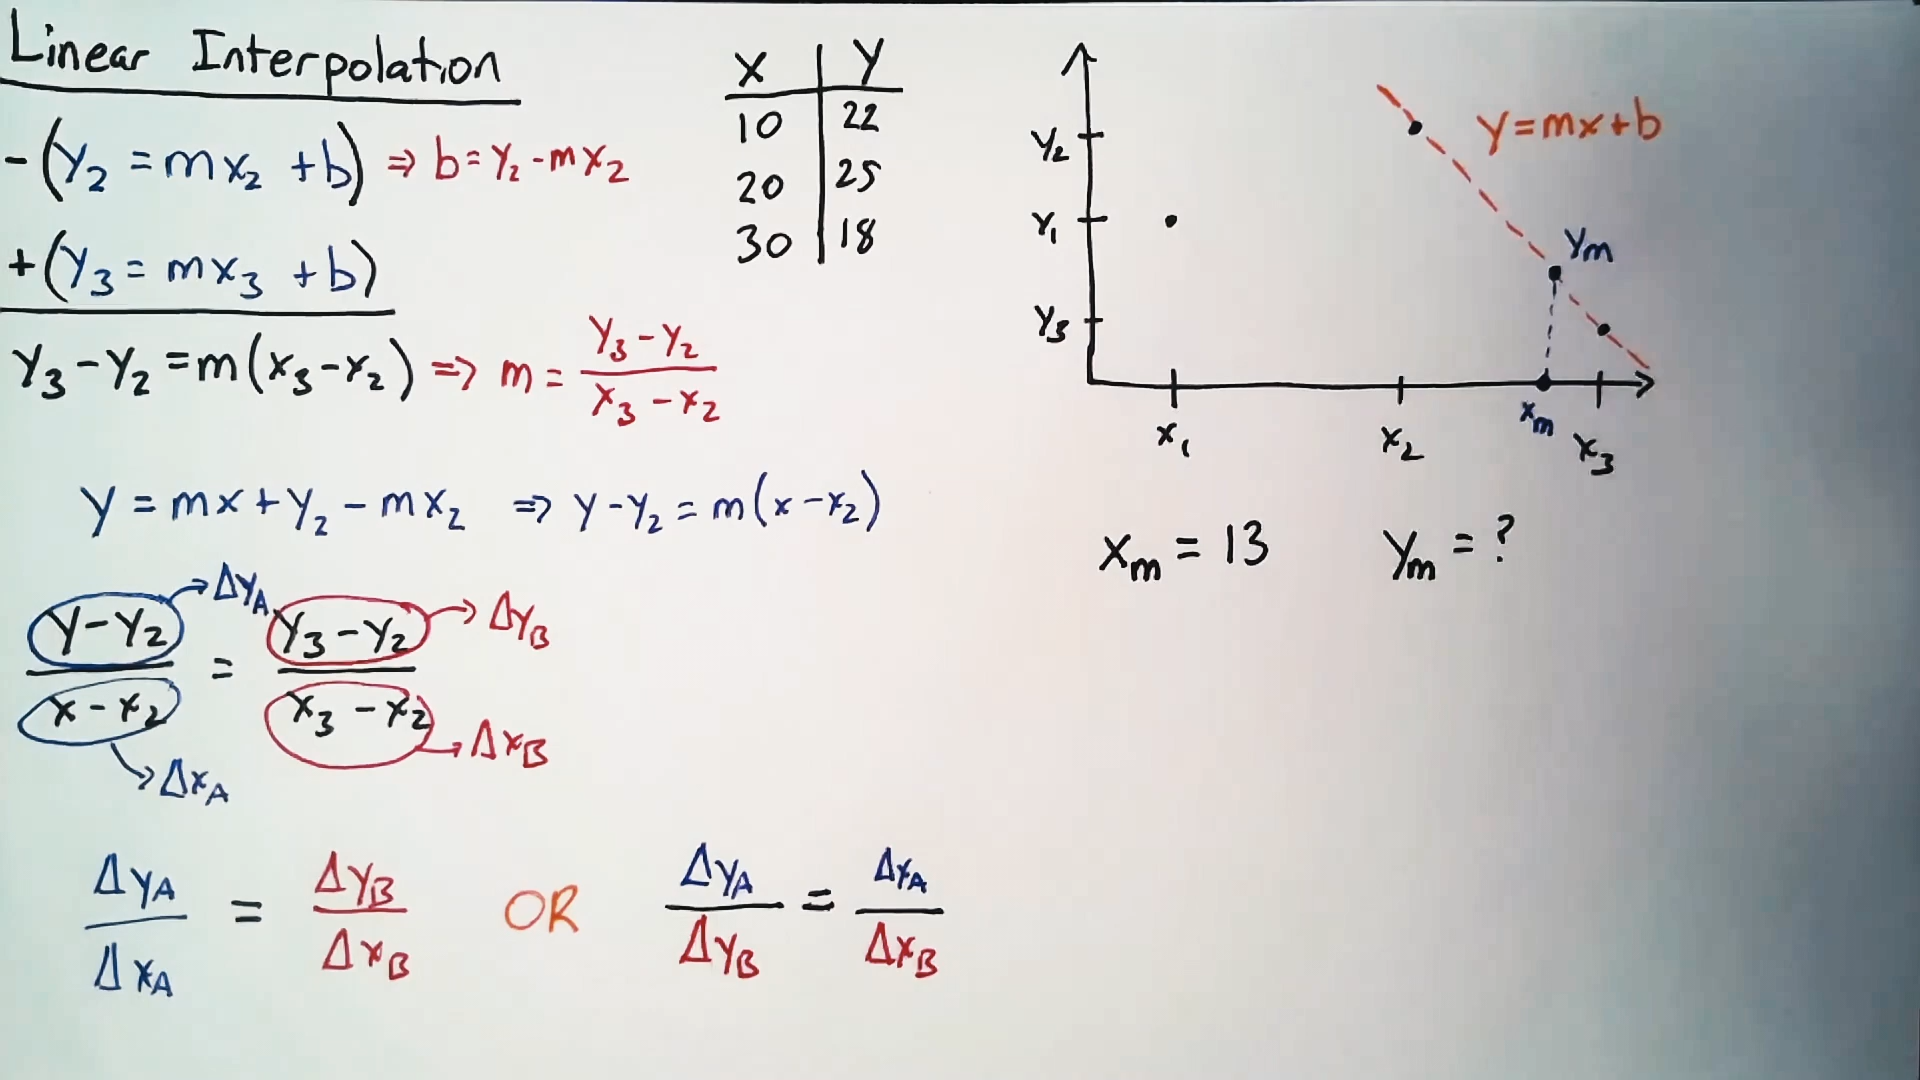 Linear Interpolation
-(y₂ = mx₂ + b) ⇒ b = y₂ - mx₂
+(y₃ = mx₃ + b)
y₃ - y₂ = m(x₃ - x₂) ⇒ m = (y₃ - y₂)/(x₃ - x₂)
y = mx + y₂ - mx₂ ⇒ y - y₂ = m(x - x₂)
(y - y₂)/(x - x₂) = (y₃ - y₂)/(x₃ - x₂)
→ΔyA →ΔyB
→ΔxA →ΔxB
ΔyA/ΔxA = ΔyB/ΔxB OR ΔyA/ΔyB = ΔxA/ΔxB
X Y
10 22
20 25
30 18
y = mx + b
y₂
y₁
ym
y₃
x₁ x₂ xm x₃
xm = 13 ym = ?